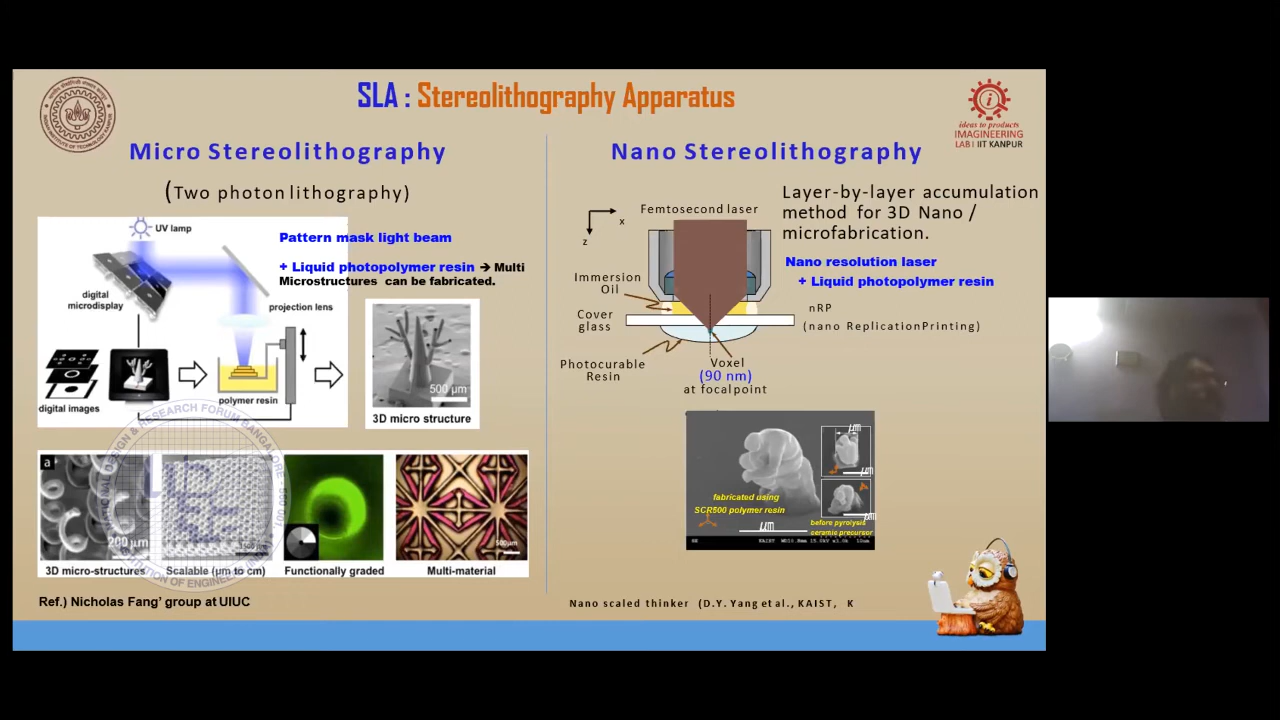 SLA : Stereolithography Apparatus
ideas to products
IMAGINEERING
LAB | IIT KANPUR
Micro Stereolithography
(Two photon lithography)
UV lamp
Pattern mask light beam
+ Liquid photopolymer resin ➔ Multi
Microstructures can be fabricated.
digital
microdisplay
projection lens
digital images
polymer resin
500 µm
3D micro structure
a
200 µm
500µm
3D micro-structures
Scalable (µm to cm)
Functionally graded
Multi-material
Ref.) Nicholas Fang' group at UIUC
Nano Stereolithography
Femtosecond laser
x
z
Immersion
Oil
Cover
glass
Photocurable
Resin
Voxel
(90 nm)
at focalpoint
Layer-by-layer accumulation
method for 3D Nano /
microfabrication.
Nano resolution laser
+ Liquid photopolymer resin
nRP
(nano ReplicationPrinting)
fabricated using
SCR500 polymer resin
µm
µm
µm
µm
before pyrolysis
ceramic precursor
KAIST
Nano scaled thinker (D.Y. Yang et al., KAIST, K